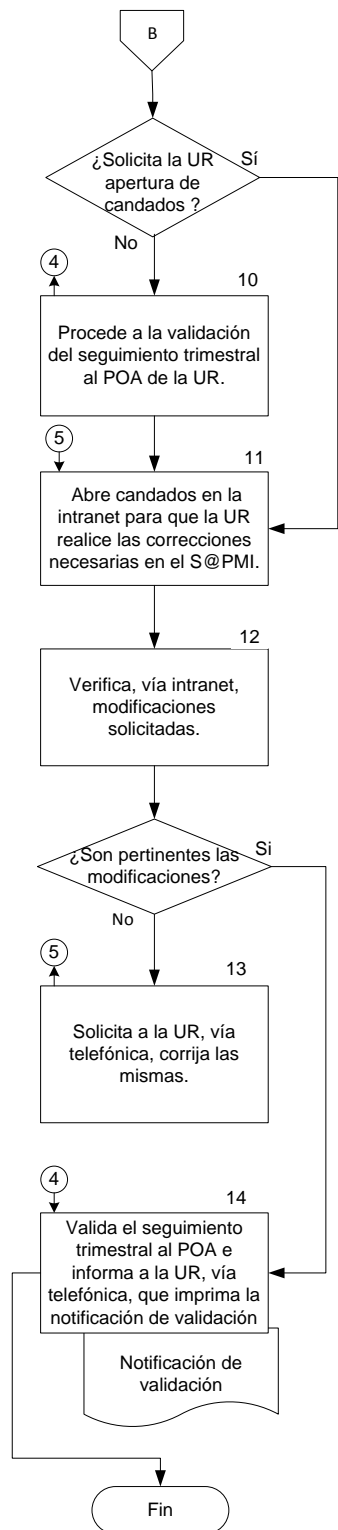 B
¿Solicita la UR
apertura de
candados ?
Sí
No
4
10
Procede a la validación
del seguimiento trimestral
al POA de la UR.
5
11
Abre candados en la
intranet para que la UR
realice las correcciones
necesarias en el S@PMI.
12
Verifica, vía intranet,
modificaciones
solicitadas.
¿Son pertinentes las
modificaciones?
Si
No
5
13
Solicita a la UR, vía
telefónica, corrija las
mismas.
4
14
Valida el seguimiento
trimestral al POA e
informa a la UR, vía
telefónica, que imprima la
notificación de validación
Notificación de
validación
Fin